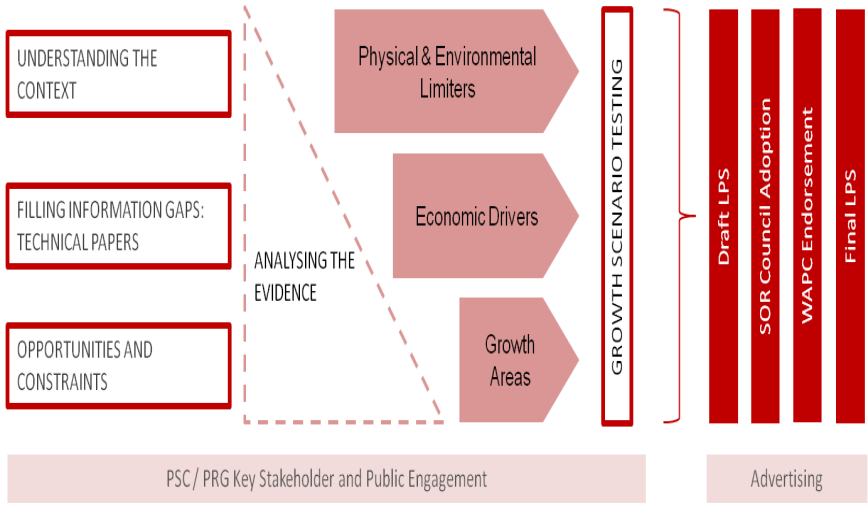 UNDERSTANDING THE
CONTEXT
FILLING INFORMATION GAPS:
TECHNICAL PAPERS
OPPORTUNITIES AND
CONSTRAINTS
ANALYSING THE
EVIDENCE
Physical & Environmental
Limiters
Economic Drivers
Growth
Areas
GROWTH SCENARIO TESTING
Draft LPS
SOR Council Adoption
WAPC Endorsement
Final LPS
PSC / PRG Key Stakeholder and Public Engagement
Advertising